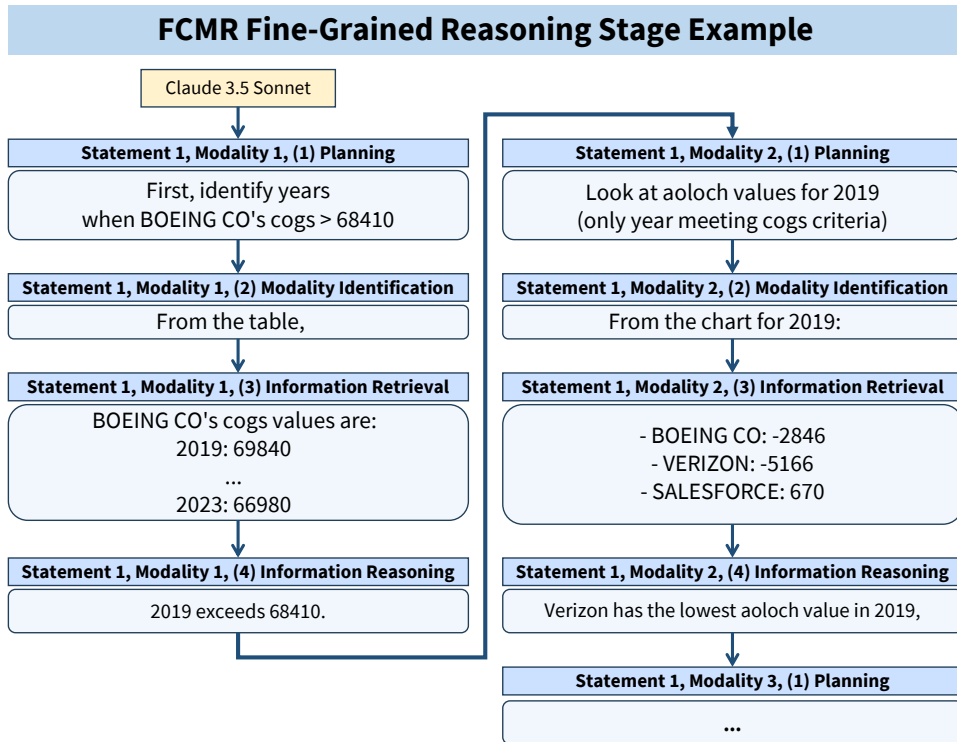 FCMR Fine-Grained Reasoning Stage Example
Claude 3.5 Sonnet
Statement 1, Modality 1, (1) Planning
First, identify years
when BOEING CO's cogs > 68410
Statement 1, Modality 1, (2) Modality Identification
From the table,
Statement 1, Modality 1, (3) Information Retrieval
BOEING CO's cogs values are:
2019: 69840
...
2023: 66980
Statement 1, Modality 1, (4) Information Reasoning
2019 exceeds 68410.
Statement 1, Modality 2, (1) Planning
Look at aoloch values for 2019
(only year meeting cogs criteria)
Statement 1, Modality 2, (2) Modality Identification
From the chart for 2019:
Statement 1, Modality 2, (3) Information Retrieval
- BOEING CO: -2846
- VERIZON: -5166
- SALESFORCE: 670
Statement 1, Modality 2, (4) Information Reasoning
Verizon has the lowest aoloch value in 2019,
Statement 1, Modality 3, (1) Planning
...